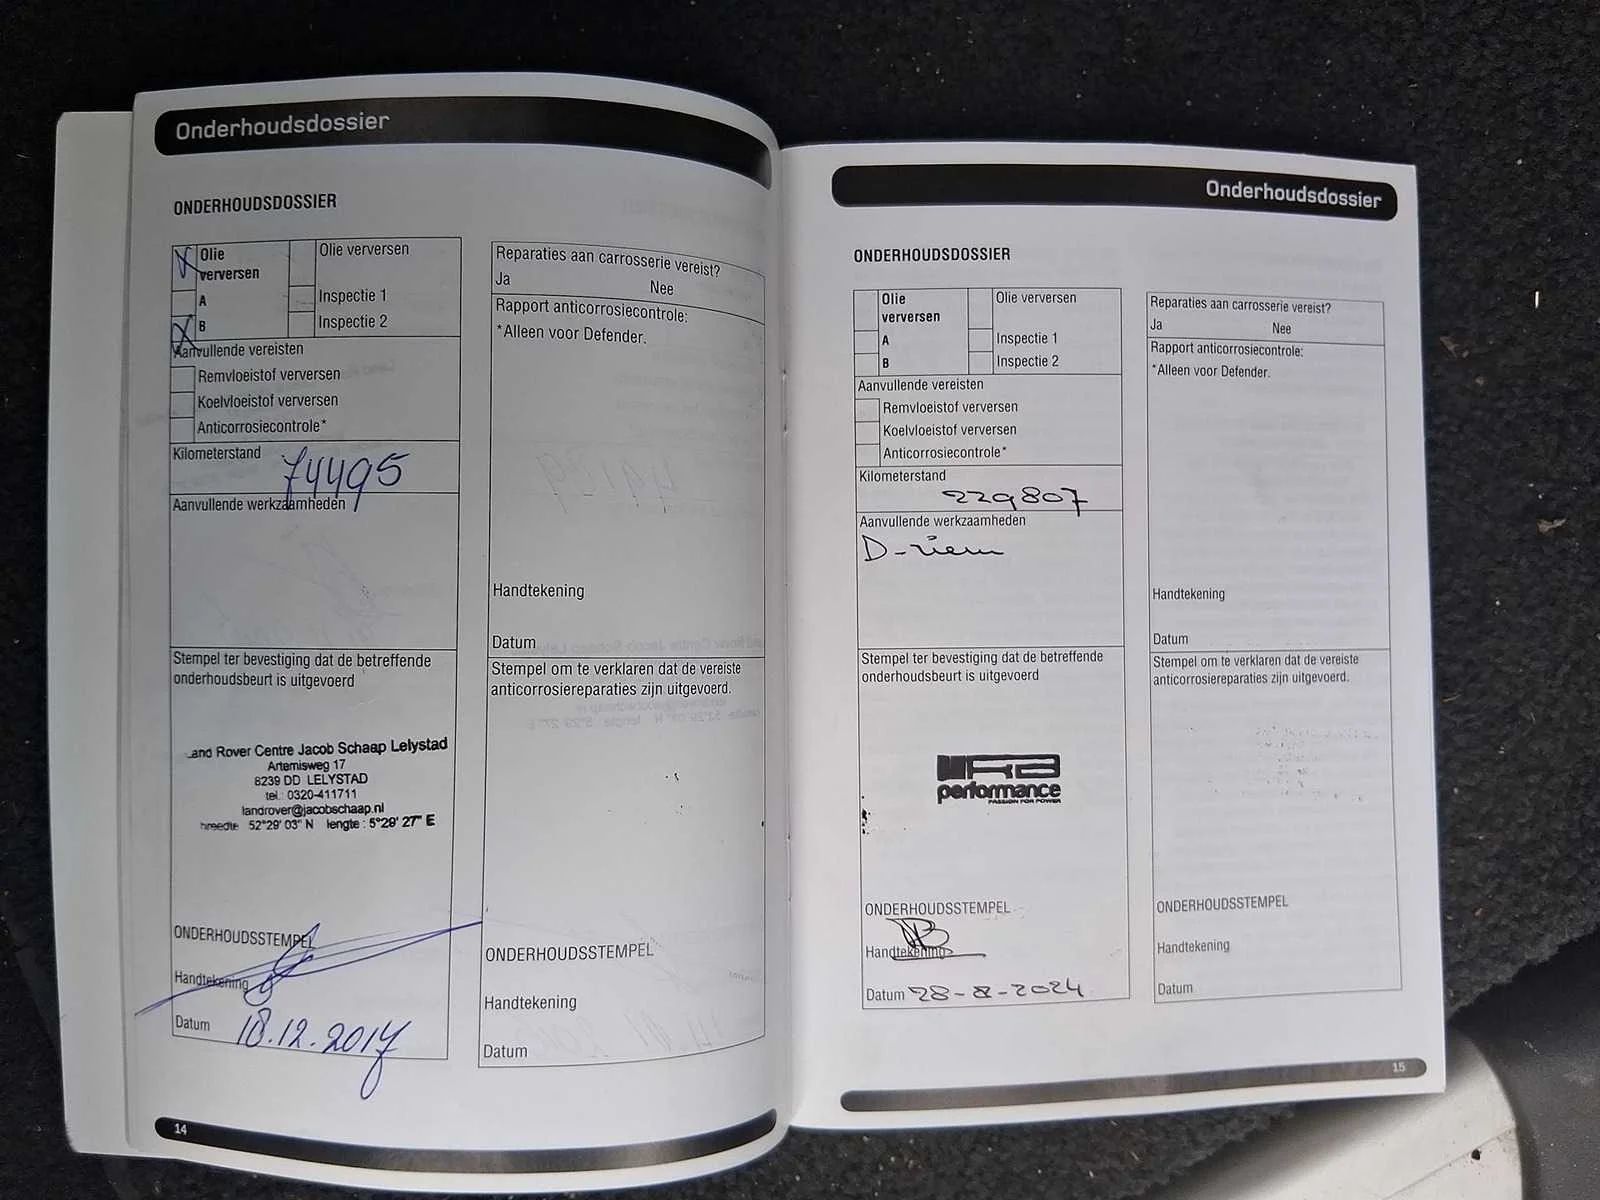 Onderhoudsdossier
ONDERHOUDSDOSSIER
Olie verversen
Olie
verversen
A
Inspectie 1
B
Inspectie 2
Aanvullende vereisten
Remvloeistof verversen
Koelvloeistof verversen
Anticorrosiecontrole*
Kilometerstand
74495
Aanvullende werkzaamheden
Stempel ter bevestiging dat de betreffende
onderhoudsbeurt is uitgevoerd
Land Rover Centre Jacob Schaap Lelystad
Artemisweg 17
8239 DD LELYSTAD
tel.: 0320-411711
landrover@jacobschaap.nl
breedte 52°29' 03" N lengte : 5°29' 27" E
ONDERHOUDSSTEMPEL
Handtekening
Datum 18.12.2017
Reparaties aan carrosserie vereist?
Ja Nee
Rapport anticorrosiecontrole:
*Alleen voor Defender.
Handtekening
Datum
Stempel om te verklaren dat de vereiste
anticorrosiereparaties zijn uitgevoerd.
ONDERHOUDSSTEMPEL
Handtekening
Datum
14
Onderhoudsdossier
ONDERHOUDSDOSSIER
Olie verversen
Olie
verversen
A
Inspectie 1
B
Inspectie 2
Aanvullende vereisten
Remvloeistof verversen
Koelvloeistof verversen
Anticorrosiecontrole*
Kilometerstand
229807
Aanvullende werkzaamheden
D-riem
Stempel ter bevestiging dat de betreffende
onderhoudsbeurt is uitgevoerd
performance
PASSION FOR POWER
ONDERHOUDSSTEMPEL
Handtekening
Datum 28-8-2024
Reparaties aan carrosserie vereist?
Ja Nee
Rapport anticorrosiecontrole:
*Alleen voor Defender.
Handtekening
Datum
Stempel om te verklaren dat de vereiste
anticorrosiereparaties zijn uitgevoerd.
ONDERHOUDSSTEMPEL
Handtekening
Datum
15